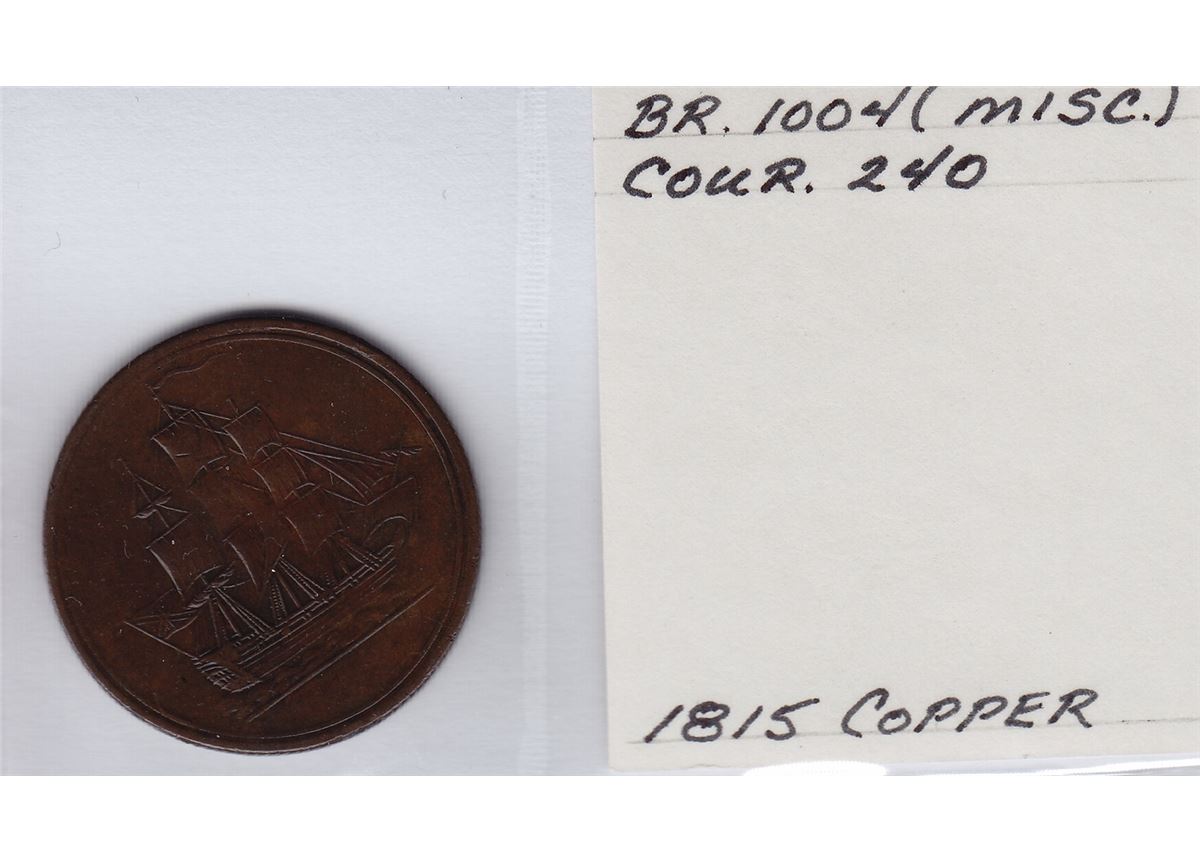 BR. 1004 (MISC.)
COUR. 240
1815 COPPER